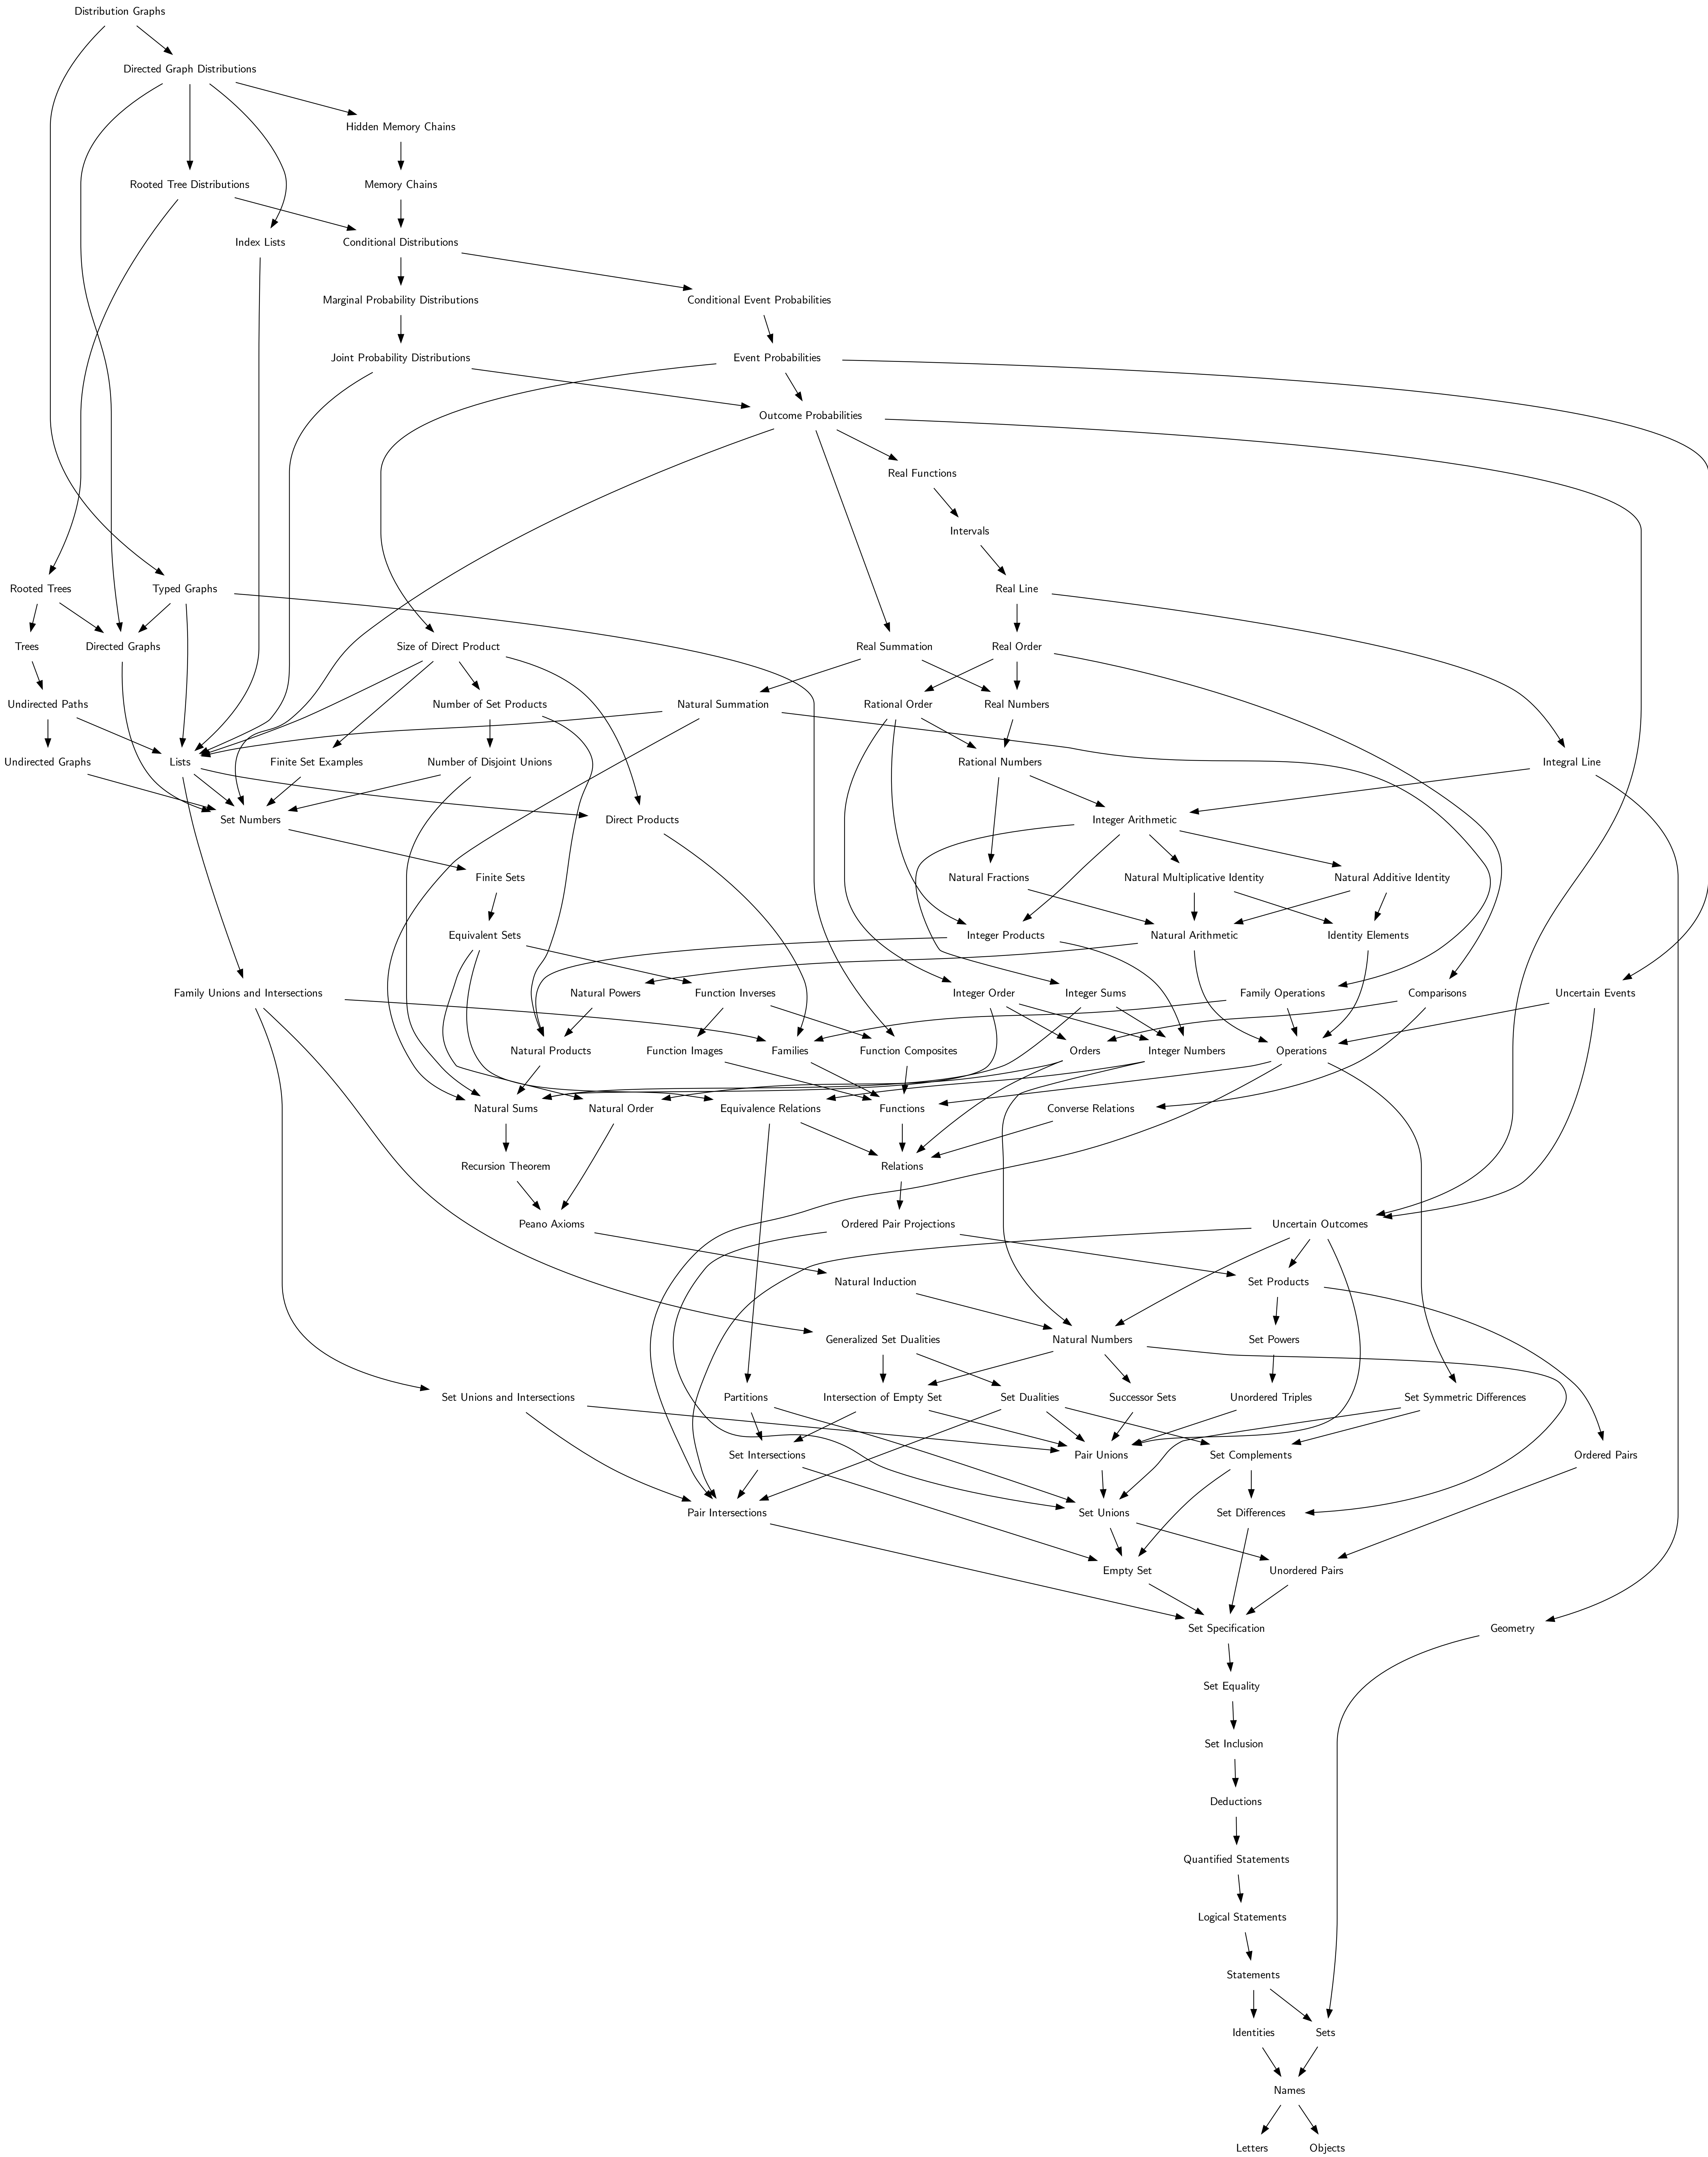 Distribution Graphs
Directed Graph Distributions
Hidden Memory Chains
Rooted Tree Distributions
Memory Chains
Index Lists
Conditional Distributions
Marginal Probability Distributions
Conditional Event Probabilities
Joint Probability Distributions
Event Probabilities
Outcome Probabilities
Real Functions
Intervals
Rooted Trees
Typed Graphs
Real Line
Trees
Directed Graphs
Size of Direct Product
Real Summation
Real Order
Undirected Paths
Number of Set Products
Natural Summation
Rational Order
Real Numbers
Undirected Graphs
Lists
Finite Set Examples
Number of Disjoint Unions
Rational Numbers
Integral Line
Set Numbers
Direct Products
Integer Arithmetic
Finite Sets
Natural Fractions
Natural Multiplicative Identity
Natural Additive Identity
Equivalent Sets
Integer Products
Natural Arithmetic
Identity Elements
Family Unions and Intersections
Natural Powers
Function Inverses
Integer Order
Integer Sums
Family Operations
Comparisons
Uncertain Events
Natural Products
Function Images
Families
Function Composites
Orders
Integer Numbers
Operations
Natural Sums
Natural Order
Equivalence Relations
Functions
Converse Relations
Recursion Theorem
Relations
Peano Axioms
Ordered Pair Projections
Uncertain Outcomes
Natural Induction
Set Products
Generalized Set Dualities
Natural Numbers
Set Powers
Set Unions and Intersections
Partitions
Intersection of Empty Set
Set Dualities
Successor Sets
Unordered Triples
Set Symmetric Differences
Set Intersections
Pair Unions
Set Complements
Ordered Pairs
Pair Intersections
Set Unions
Set Differences
Empty Set
Unordered Pairs
Set Specification
Geometry
Set Equality
Set Inclusion
Deductions
Quantified Statements
Logical Statements
Statements
Identities
Sets
Names
Letters
Objects